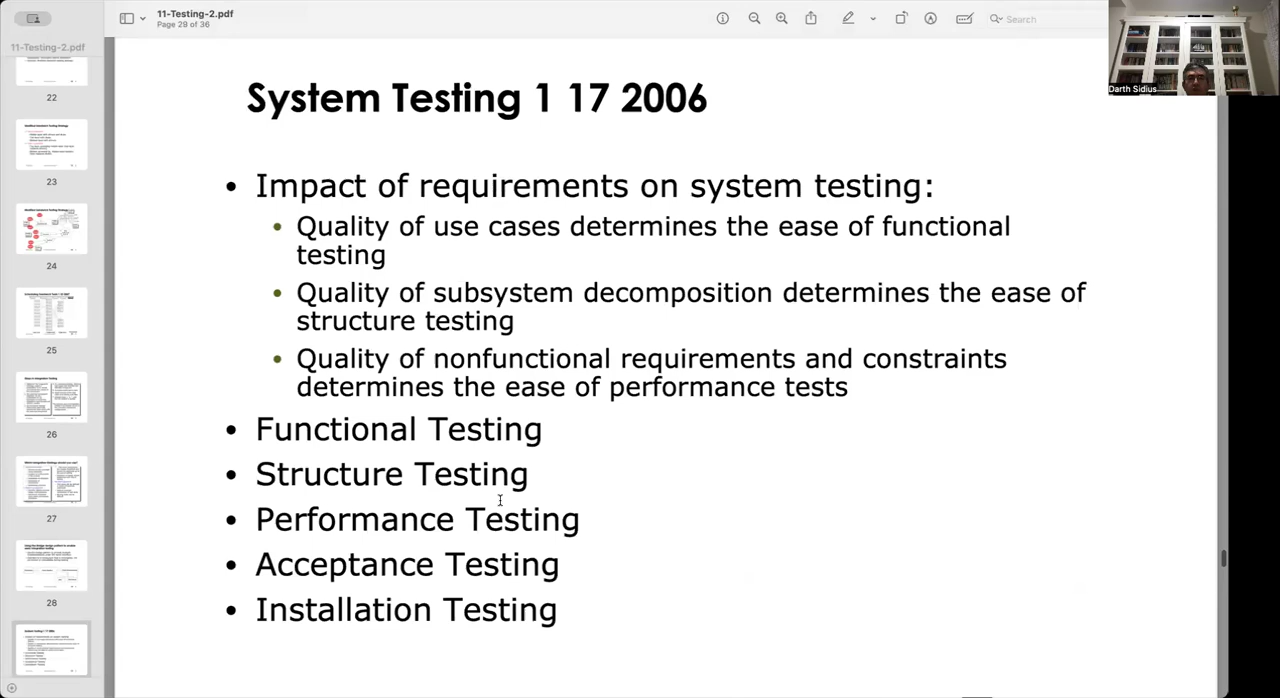 11-Testing-2.pdf
Page 29 of 36
Search
11-Testing-2.pdf
22
23
24
25
26
27
28
Darth Sidius
System Testing 1 17 2006
• Impact of requirements on system testing:
• Quality of use cases determines the ease of functional
testing
• Quality of subsystem decomposition determines the ease of
structure testing
• Quality of nonfunctional requirements and constraints
determines the ease of performance tests
• Functional Testing
• Structure Testing
• Performance Testing
• Acceptance Testing
• Installation Testing